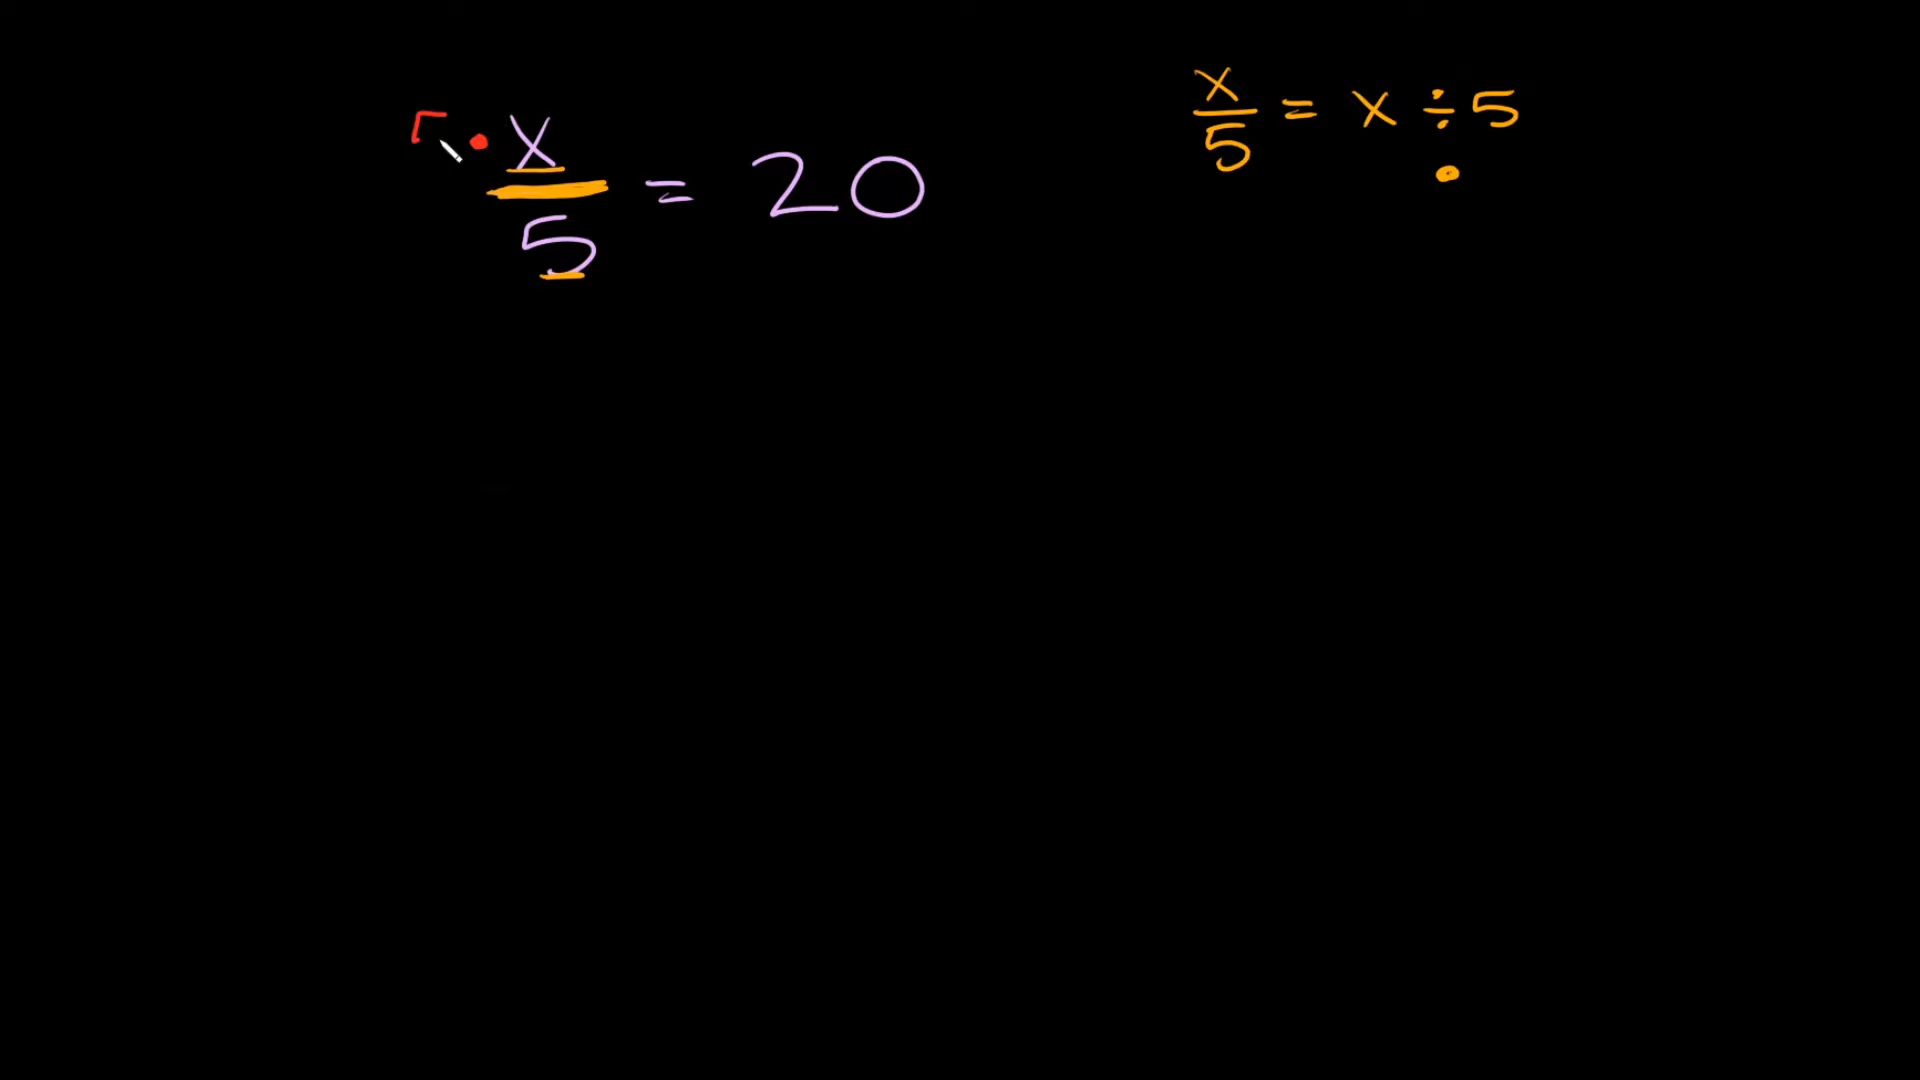 • x/5 = 20
x/5 = x ÷ 5
•